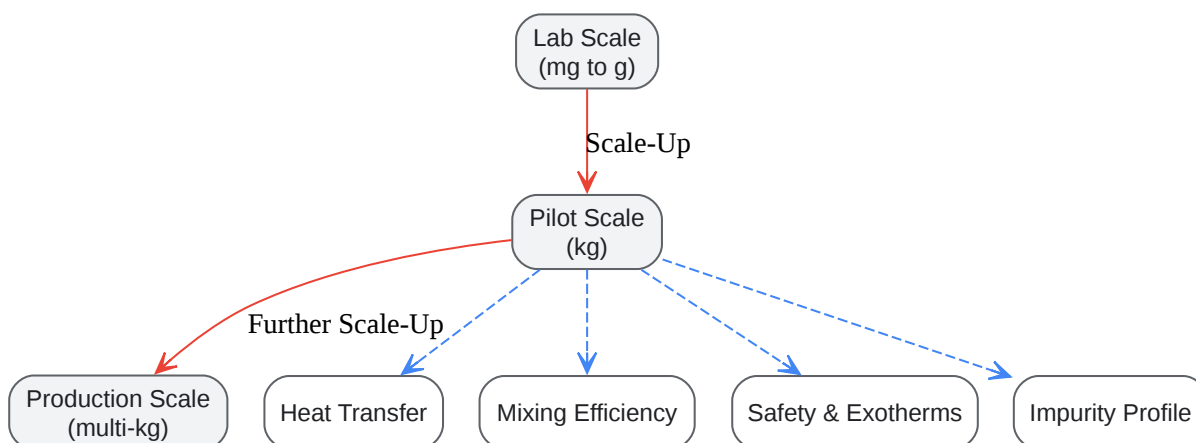 Lab Scale
(mg to g)
Scale-Up
Pilot Scale
(kg)
Further Scale-Up
Production Scale
(multi-kg)
Heat Transfer
Mixing Efficiency
Safety & Exotherms
Impurity Profile